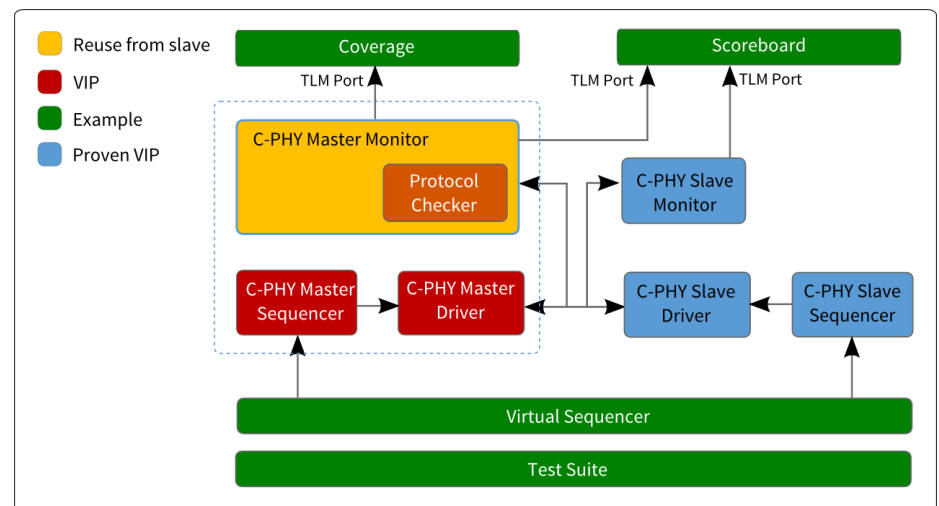 Reuse from slave
VIP
Example
Proven VIP
Coverage
Scoreboard
TLM Port
TLM Port
TLM Port
C-PHY Master Monitor
Protocol
Checker
C-PHY Slave
Monitor
C-PHY Master
Sequencer
C-PHY Master
Driver
C-PHY Slave
Driver
C-PHY Slave
Sequencer
Virtual Sequencer
Test Suite